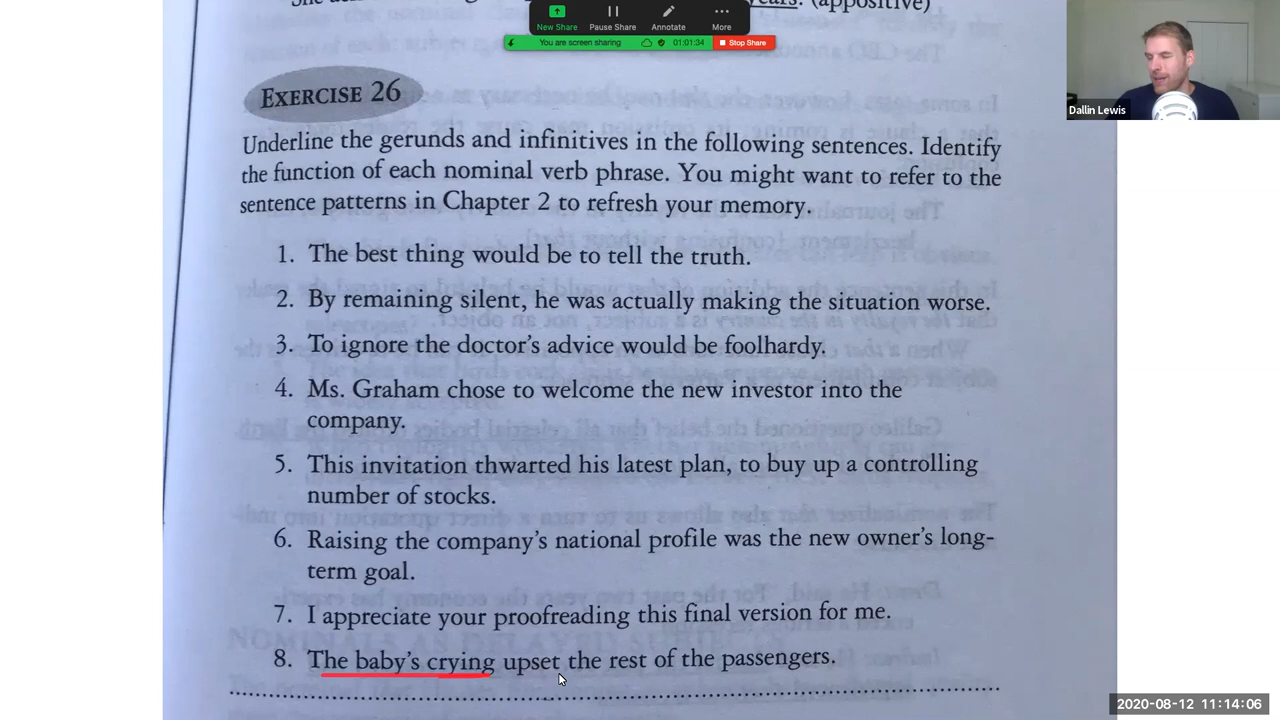 years. (appositive)
New Share
Pause Share
Annotate
More
You are screen sharing
01:01:34
Stop Share
Dallin Lewis
EXERCISE 26
Underline the gerunds and infinitives in the following sentences. Identify
the function of each nominal verb phrase. You might want to refer to the
sentence patterns in Chapter 2 to refresh your memory.
1. The best thing would be to tell the truth.
2. By remaining silent, he was actually making the situation worse.
3. To ignore the doctor's advice would be foolhardy.
4. Ms. Graham chose to welcome the new investor into the
company.
5. This invitation thwarted his latest plan, to buy up a controlling
number of stocks.
6. Raising the company's national profile was the new owner's long-
term goal.
7. I appreciate your proofreading this final version for me.
8. The baby's crying upset the rest of the passengers.
2020-08-12 11:14:06